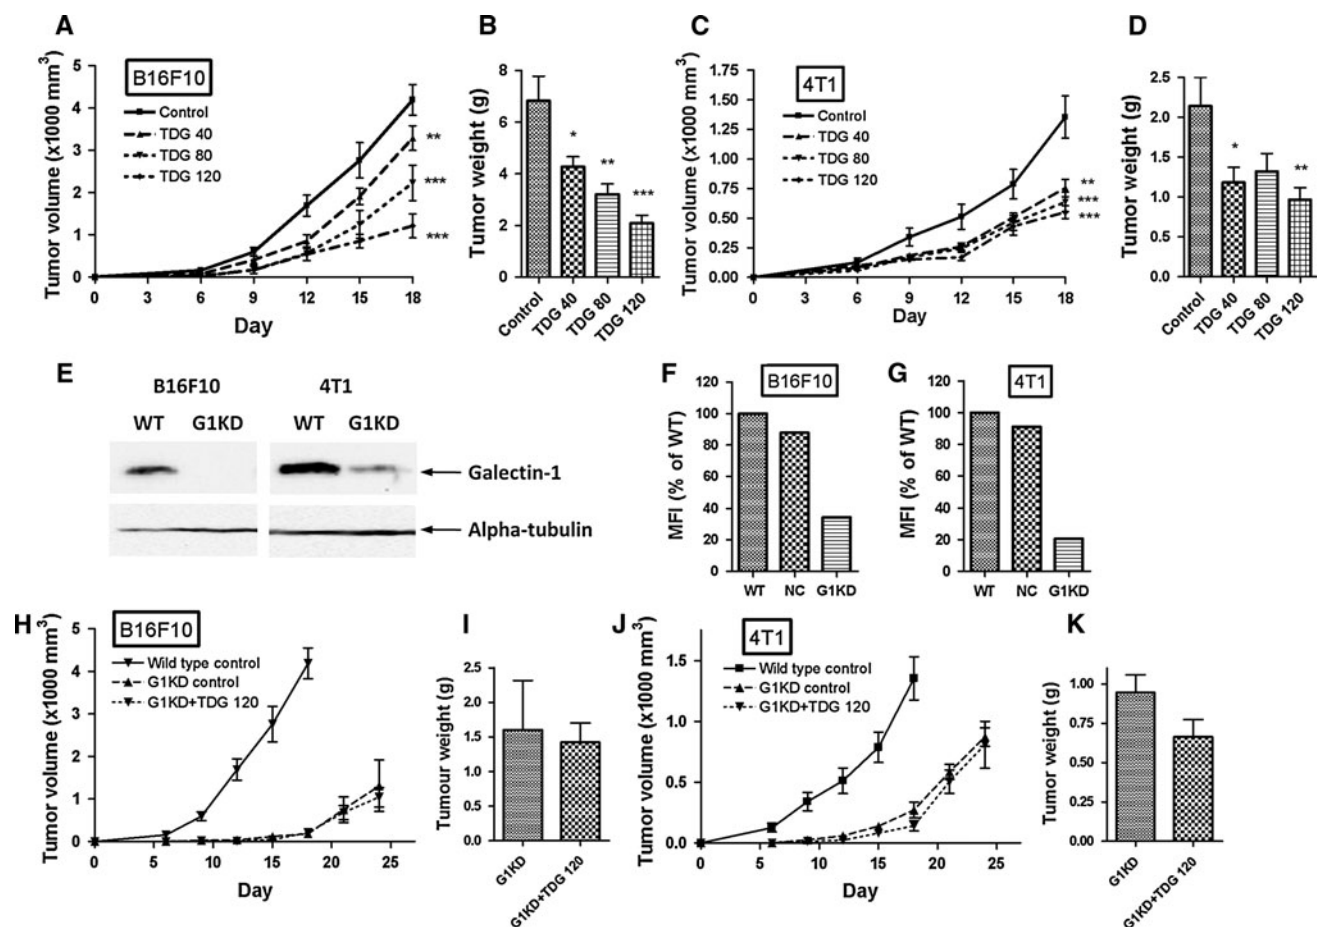 A
B16F10
Control
TDG 40
TDG 80
TDG 120
Tumor volume (x1000 mm³)
5
4
3
2
1
0
**
***
***
0 3 6 9 12 15 18
Day
B
Tumor weight (g)
8
6
4
2
0
*
**
***
Control
TDG 40
TDG 80
TDG 120
C
4T1
Control
TDG 40
TDG 80
TDG 120
Tumor volume (x1000 mm³)
1.75
1.50
1.25
1.00
0.75
0.50
0.25
0.00
**
***
***
0 3 6 9 12 15 18
Day
D
Tumor weight (g)
2.5
2.0
1.5
1.0
0.5
0.0
*
**
Control
TDG 40
TDG 80
TDG 120
E
B16F10 4T1
WT G1KD WT G1KD
Galectin-1
Alpha-tubulin
F
B16F10
MFI (% of WT)
120
100
80
60
40
20
0
WT NC G1KD
G
4T1
MFI (% of WT)
120
100
80
60
40
20
0
WT NC G1KD
H
B16F10
Wild type control
G1KD control
G1KD+TDG 120
Tumor volume (x1000 mm³)
5
4
3
2
1
0
0 5 10 15 20 25
Day
I
Tumour weight (g)
2.5
2.0
1.5
1.0
0.5
0.0
G1KD
G1KD+TDG 120
J
4T1
Wild type control
G1KD control
G1KD+TDG 120
Tumor volume (x1000 mm³)
1.5
1.0
0.5
0.0
0 5 10 15 20 25
Day
K
Tumor weight (g)
1.00
0.75
0.50
0.25
0.00
G1KD
G1KD+TDG 120